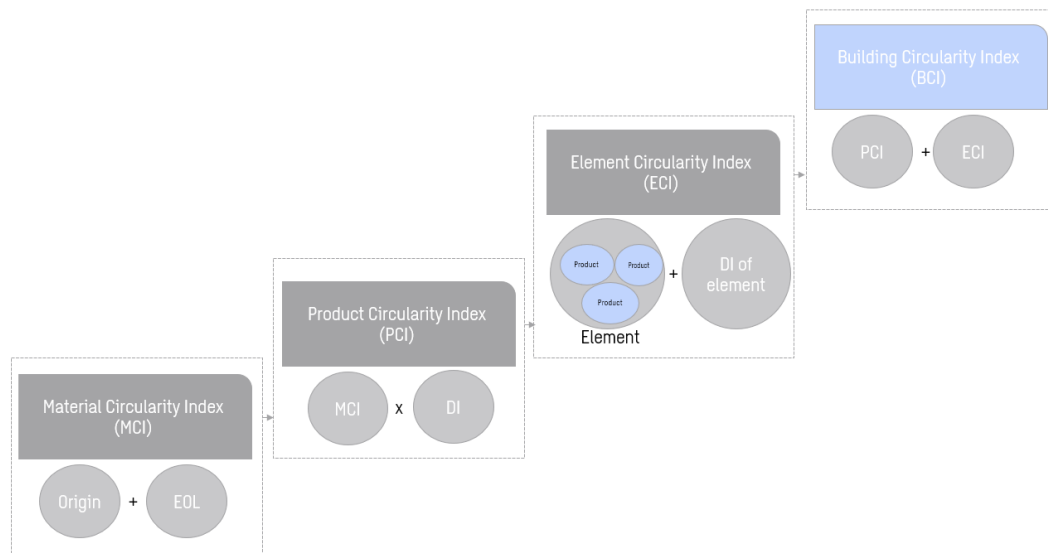 Building Circularity Index
(BCI)
PCI + ECI
Element Circularity Index
(ECI)
Product Product
Product
+
DI of
element
Element
Product Circularity Index
(PCI)
MCI x DI
Material Circularity Index
(MCI)
Origin + EOL